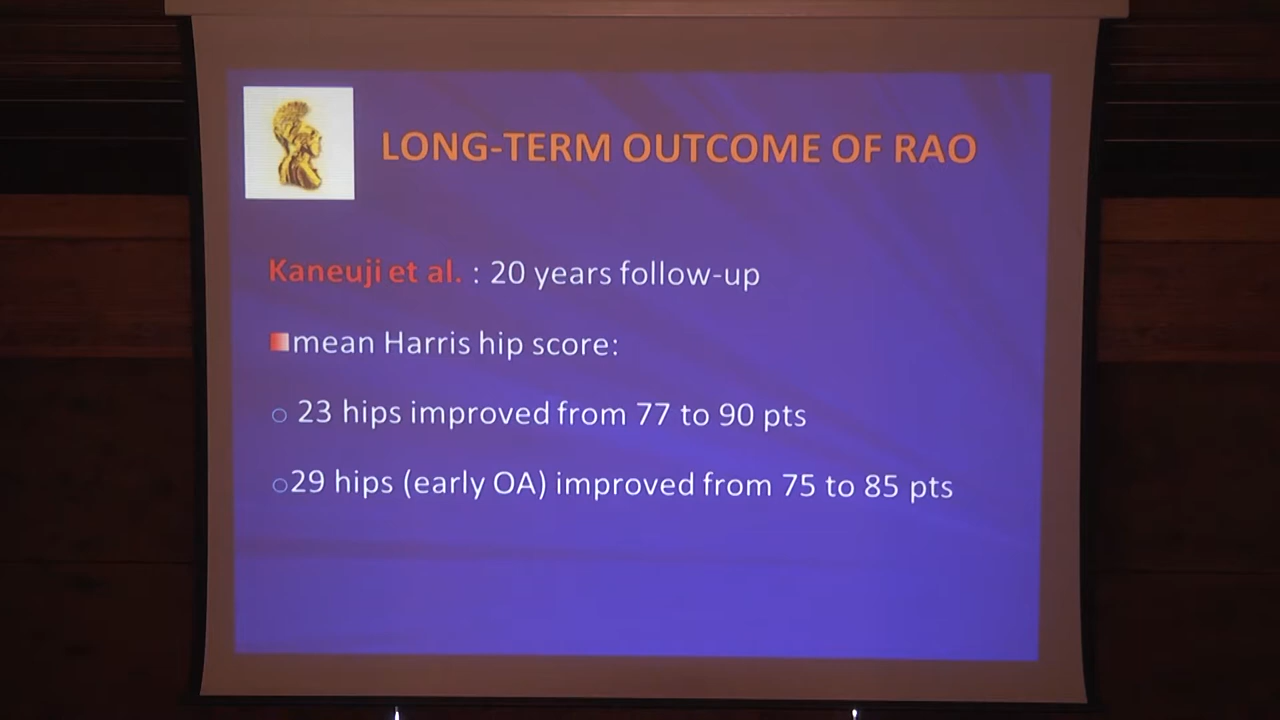 LONG-TERM OUTCOME OF RAO
Kaneuji et al. : 20 years follow-up
mean Harris hip score:
23 hips improved from 77 to 90 pts
29 hips (early OA) improved from 75 to 85 pts